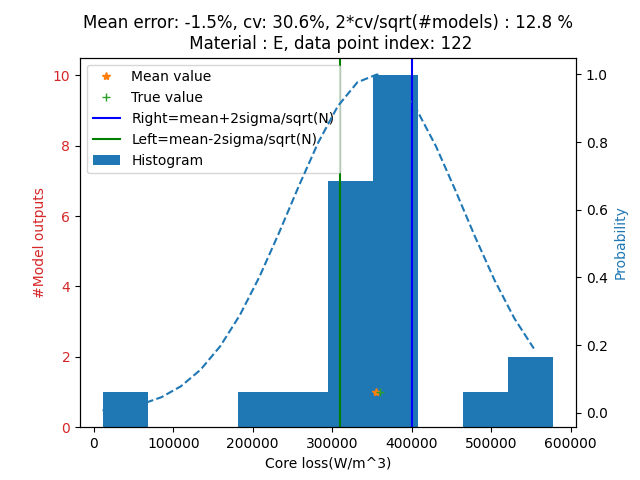 Mean error: -1.5%, cv: 30.6%, 2*cv/sqrt(#models) : 12.8 %
Material : E, data point index: 122
Mean value
True value
Right=mean+2sigma/sqrt(N)
Left=mean-2sigma/sqrt(N)
Histogram
#Model outputs
10
8
6
4
2
0
1.0
0.8
0.6
0.4
0.2
0.0
Probability
0 100000 200000 300000 400000 500000 600000
Core loss(W/m^3)